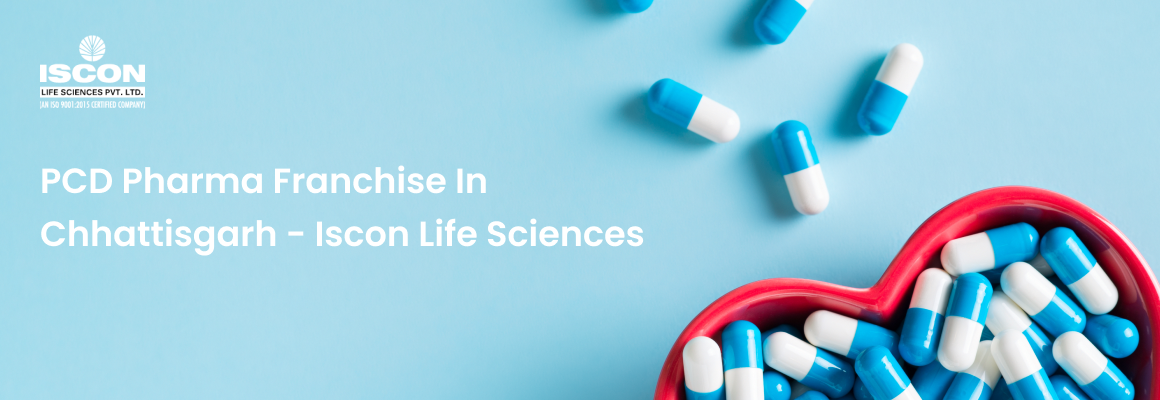 ISCON
LIFE SCIENCES PVT. LTD.
(AN ISO 9001:2015 CERTIFIED COMPANY)
PCD Pharma Franchise In
Chhattisgarh - Iscon Life Sciences